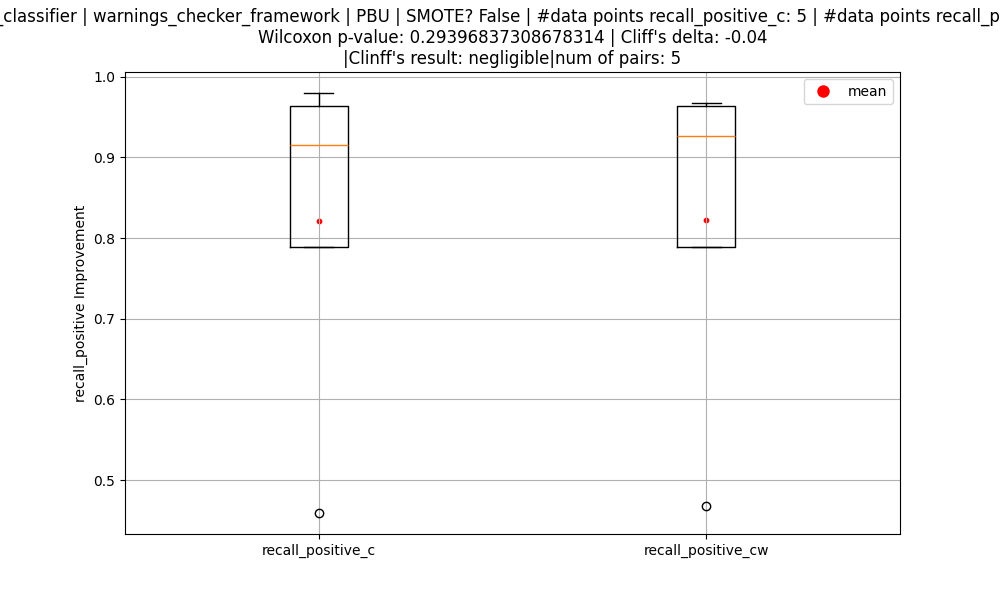 _classifier | warnings_checker_framework | PBU | SMOTE? False | #data points recall_positive_c: 5 | #data points recall_p
Wilcoxon p-value: 0.29396837308678314 | Cliff's delta: -0.04
|Clinff's result: negligible|num of pairs: 5
mean
1.0
0.9
0.8
0.7
0.6
0.5
recall_positive Improvement
recall_positive_c
recall_positive_cw